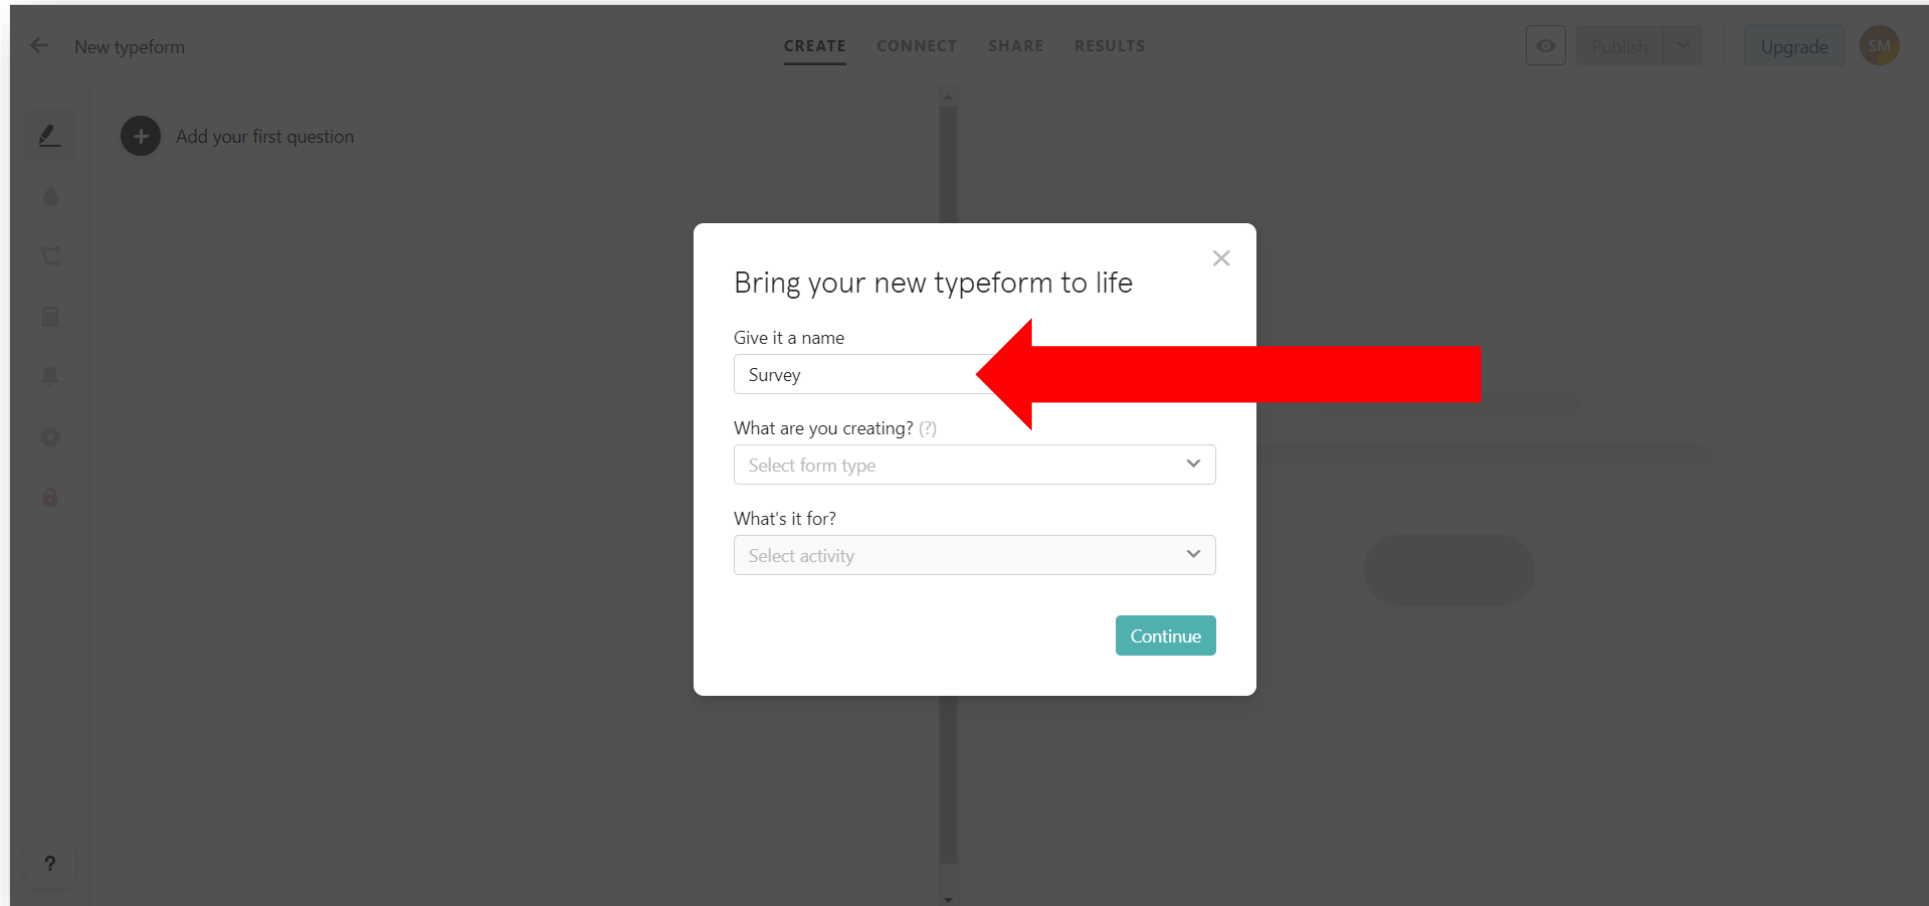 New typeform
CREATE CONNECT SHARE RESULTS
Publish
Upgrade
SM
Add your first question
Bring your new typeform to life
Give it a name
Survey
What are you creating? (?)
Select form type
What's it for?
Select activity
Continue
?